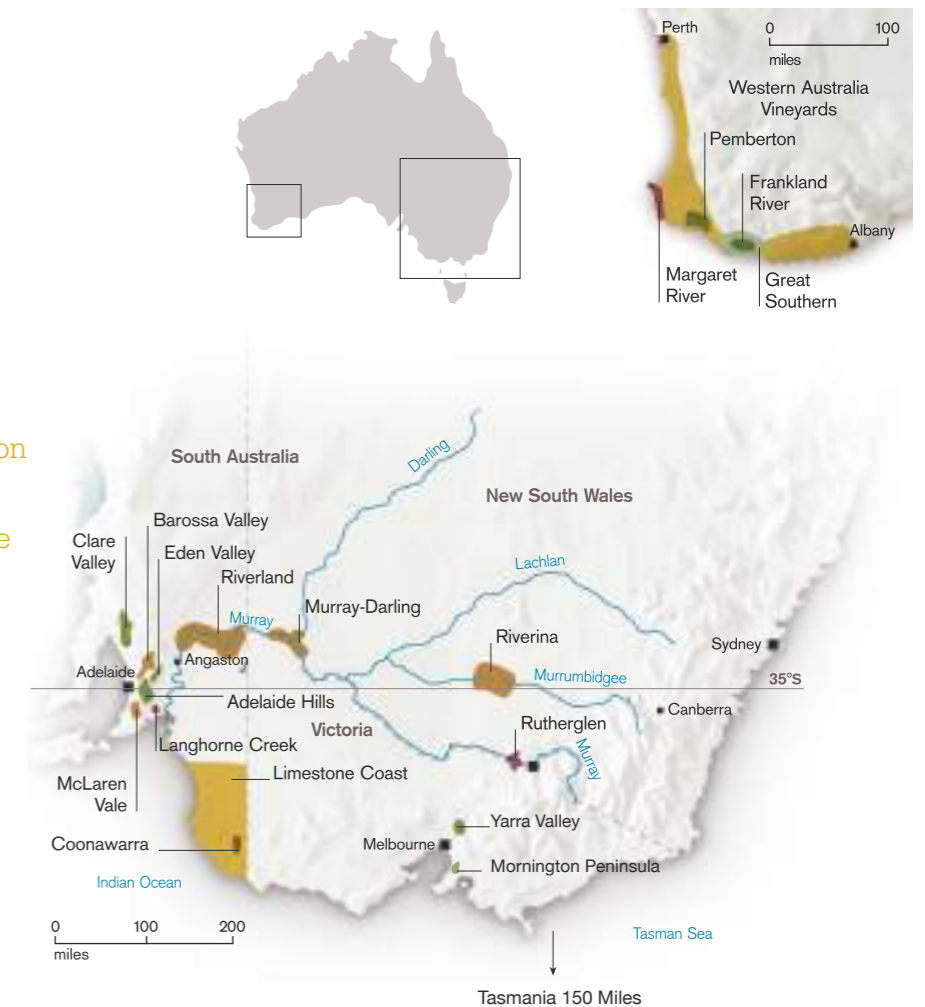 Perth
0 100
miles
Western Australia
Vineyards
Pemberton
Frankland
River
Albany
Margaret
River
Great
Southern
on
e
South Australia
Darling
New South Wales
Barossa Valley
Clare
Valley
Eden Valley
Riverland
Lachlan
Murray
Murray-Darling
Riverina
Sydney
Adelaide
Angaston
Murrumbidgee
35°S
Adelaide Hills
Canberra
Victoria
Rutherglen
Langhorne Creek
Murray
Limestone Coast
McLaren
Vale
Yarra Valley
Coonawarra
Melbourne
Mornington Peninsula
Indian Ocean
0 100 200
miles
Tasman Sea
Tasmania 150 Miles